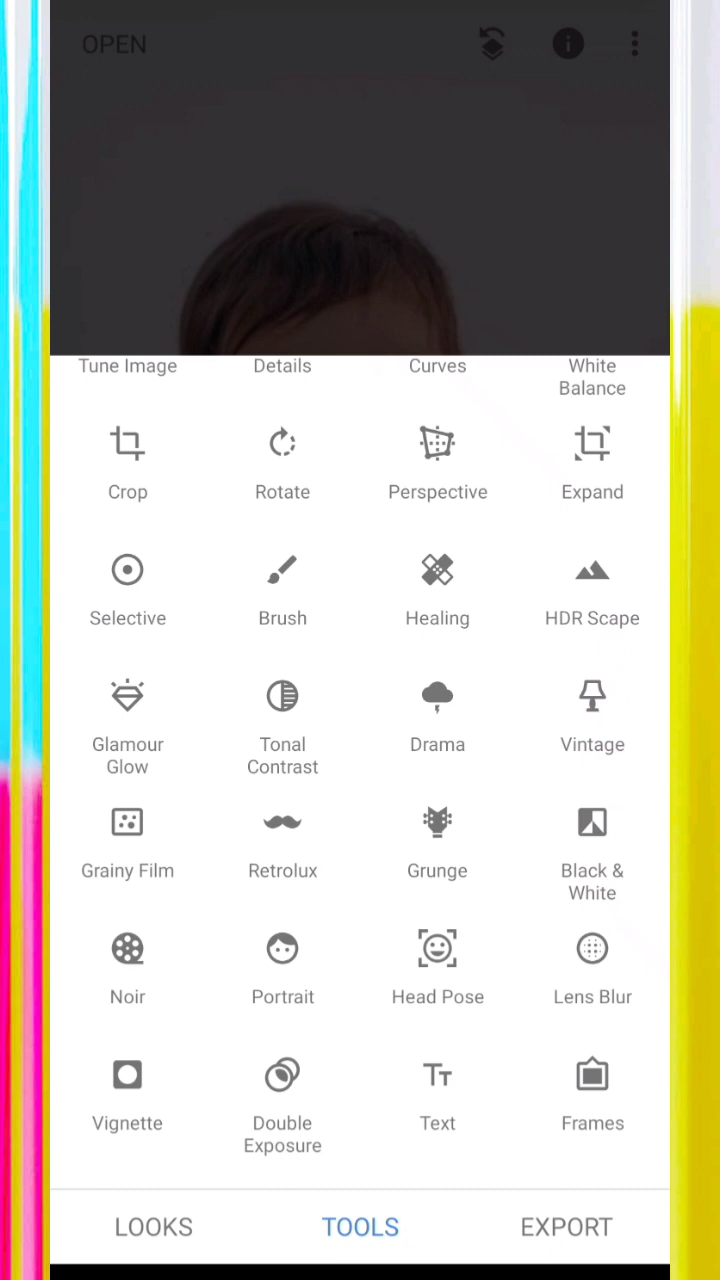 OPEN
Tune Image Details Curves White
Balance
Crop Rotate Perspective Expand
Selective Brush Healing HDR Scape
Glamour Tonal Drama Vintage
Glow Contrast
Grainy Film Retrolux Grunge Black &
White
Noir Portrait Head Pose Lens Blur
Vignette Double Text Frames
Exposure
LOOKS TOOLS EXPORT